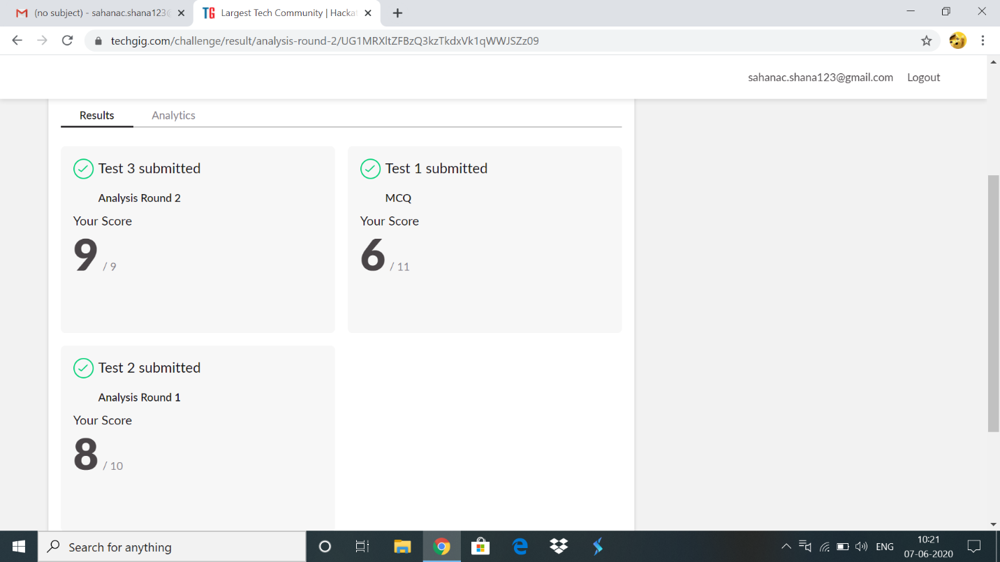 (no subject) - sahanac.shana123@
Largest Tech Community | Hackat
techgig.com/challenge/result/analysis-round-2/UG1MRXltZFBzQ3kzTkdxVk1qWWJSZz09
sahanac.shana123@gmail.com Logout
Results Analytics
Test 3 submitted
Analysis Round 2
Your Score
9 / 9
Test 1 submitted
MCQ
Your Score
6 / 11
Test 2 submitted
Analysis Round 1
Your Score
8 / 10
Search for anything
ENG
10:21
07-06-2020